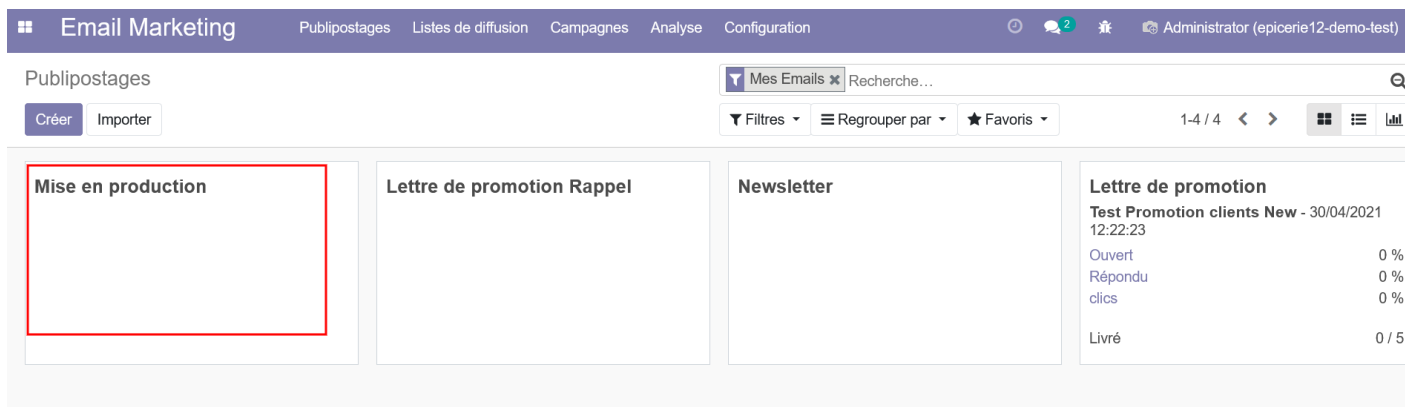 Email Marketing Publipostages Listes de diffusion Campagnes Analyse Configuration 2 Administrator (epicerie12-demo-test)
Publipostages Mes Emails Recherche...
Créer Importer Filtres Regrouper par Favoris 1-4 / 4
Mise en production Lettre de promotion Rappel Newsletter Lettre de promotion
Test Promotion clients New - 30/04/2021
12:22:23
Ouvert 0 %
Répondu 0 %
clics 0 %
Livré 0 / 5